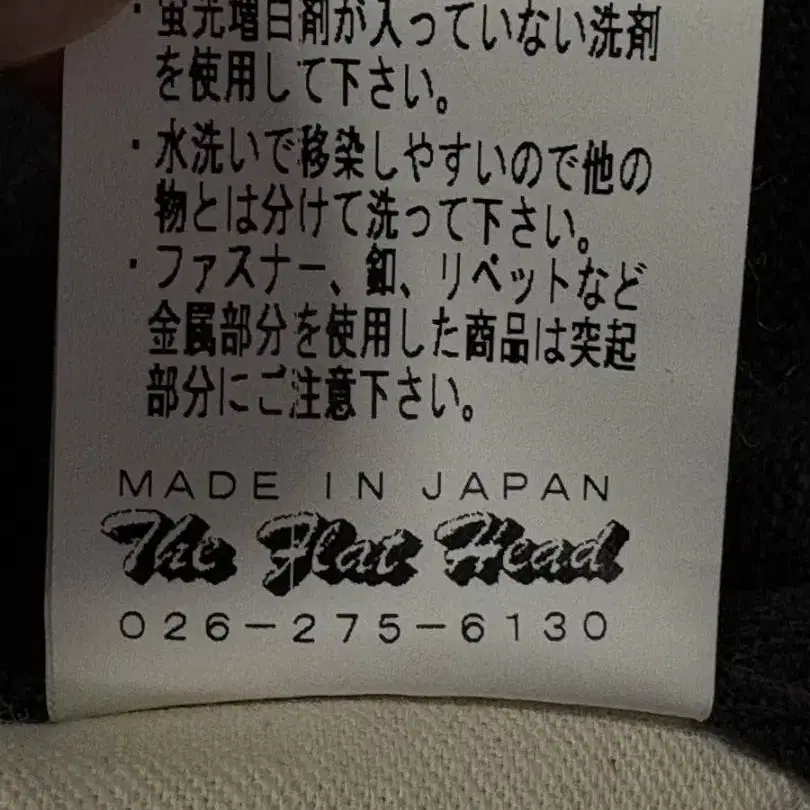 ・蛍光増白剤が入っていない洗剤
を使用して下さい。
・水洗いで移染しやすいので他の
物とは分けて洗って下さい。
・ファスナー、釦、リペットなど
金属部分を使用した商品は突起
部分にご注意下さい。
MADE IN JAPAN
The Flat Head
026-275-6130